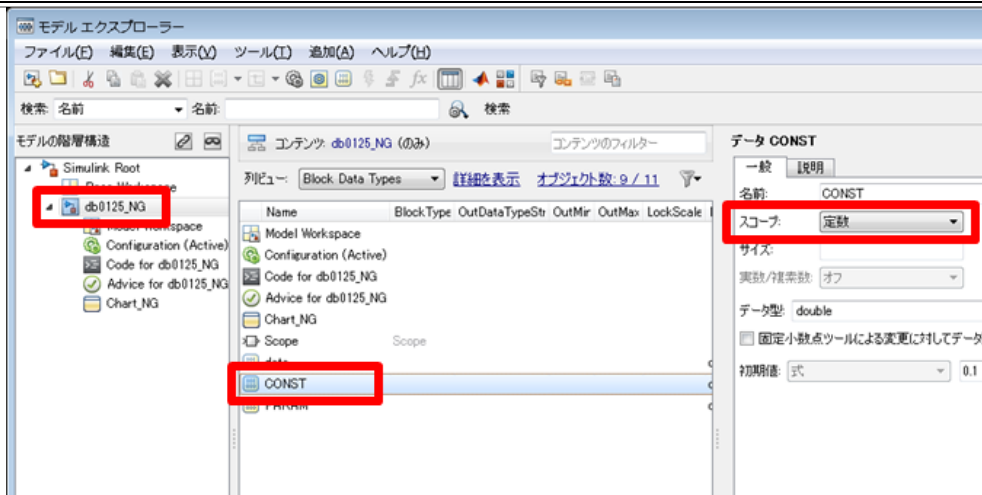 モデル エクスプローラー
ファイル(F) 編集(E) 表示(V) ツール(T) 追加(A) ヘルプ(H)
検索: 名前 名前: 検索
モデルの階層構造
Simulink Root
db0125_NG
Configuration (Active)
Code for db0125_NG
Advice for db0125_NG
Chart_NG
コンテンツ: db0125_NG (のみ) コンテンツのフィルター
列ビュー: Block Data Types 詳細を表示 オブジェクト数: 9 / 11
Name BlockType OutDataTypeStr OutMin OutMax LockScale
Model Workspace
Configuration (Active)
Code for db0125_NG
Advice for db0125_NG
Chart_NG
Scope Scope
CONST
データ CONST
一般 説明
名前: CONST
スコープ: 定数
サイズ:
実数/複素数: オフ
データ型: double
固定小数点ツールによる変更に対してデータ
初期値: 式 0.1